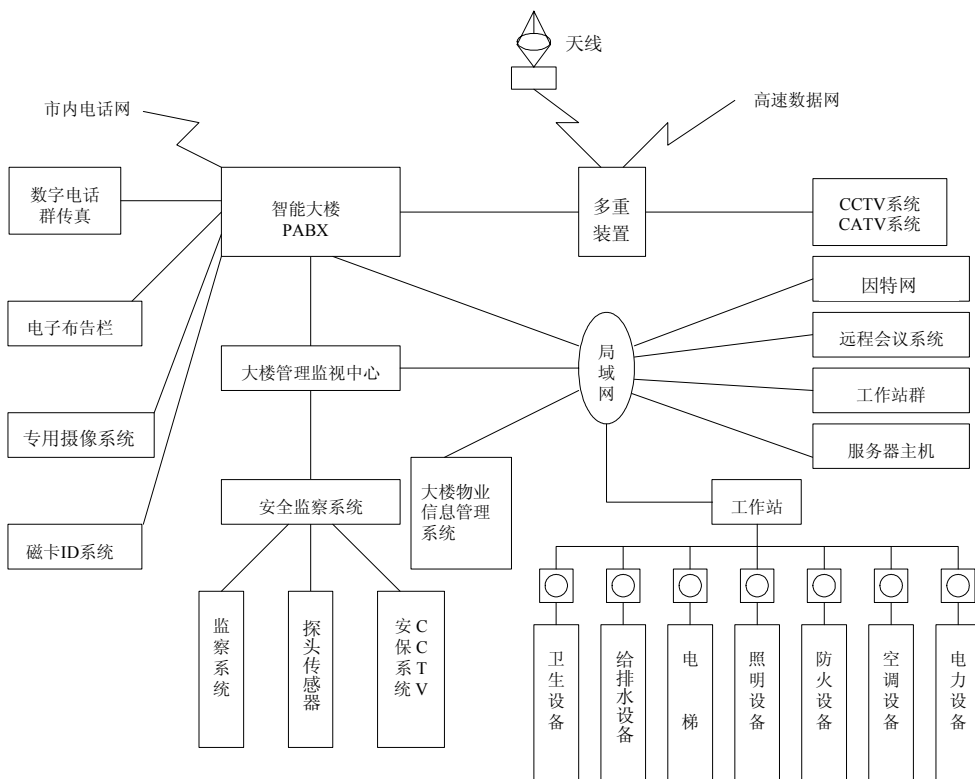 天线
市内电话网
高速数据网
数字电话
群传真
智能大楼
PABX
多重
装置
CCTV系统
CATV系统
因特网
电子布告栏
远程会议系统
大楼管理监视中心
局域网
工作站群
专用摄像系统
服务器主机
大楼物业
信息管理
系统
安全监察系统
工作站
磁卡ID系统
监察系统
探头传感器
安保系统
CCTV
卫生设备
给排水设备
电梯
照明设备
防火设备
空调设备
电力设备